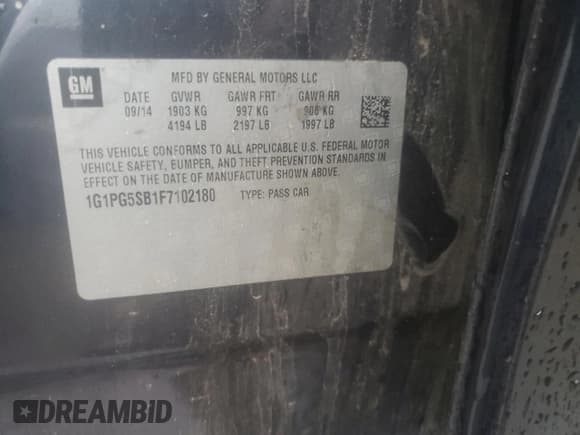 GM
MFD BY GENERAL MOTORS LLC
DATE GVWR GAWR FRT GAWR RR
09/14 1903 KG 997 KG 906 KG
4194 LB 2197 LB 1997 LB
THIS VEHICLE CONFORMS TO ALL APPLICABLE U.S. FEDERAL MOTOR
VEHICLE SAFETY, BUMPER, AND THEFT PREVENTION STANDARDS IN
EFFECT ON THE DATE OF MANUFACTURE SHOWN ABOVE.
1G1PG5SB1F7102180 TYPE: PASS CAR
DREAMBID